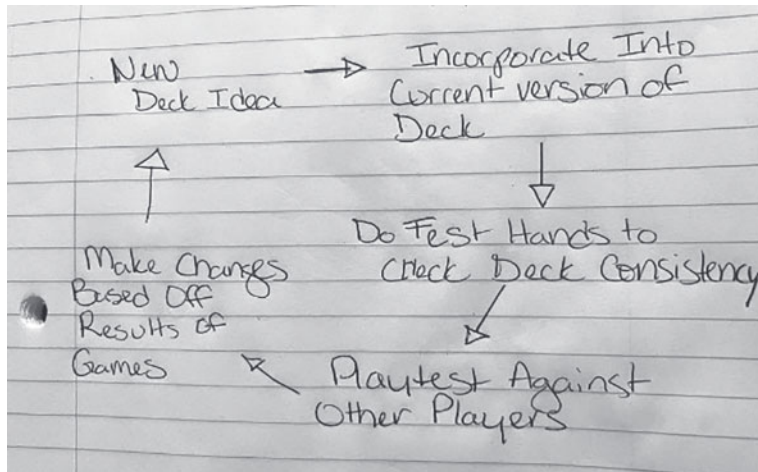 New
Deck Idea
Incorporate Into
Current version of
Deck
Do Test Hands to
Check Deck Consistency
Playtest Against
Other Players
Make Changes
Based Off
Results of
Games